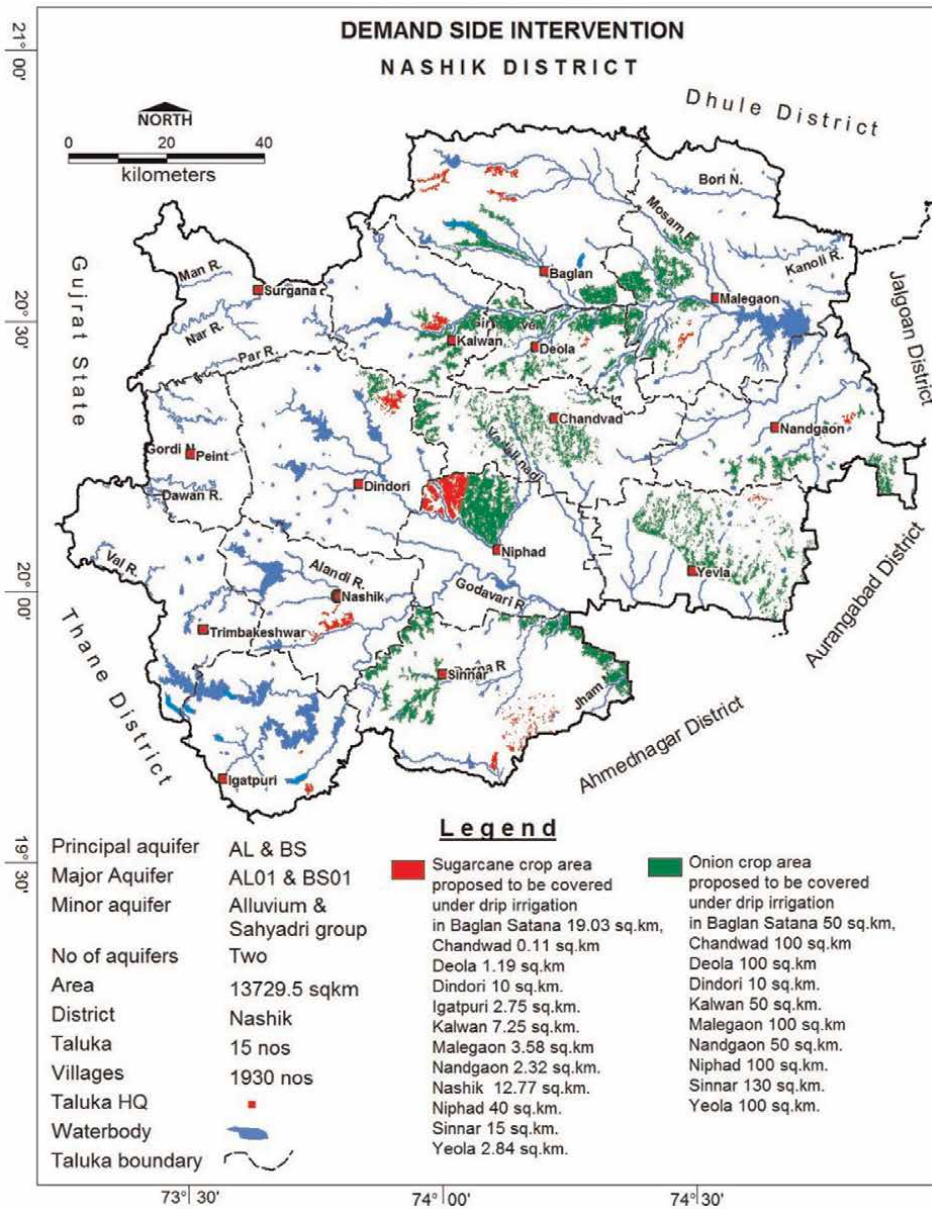 DEMAND SIDE INTERVENTION
NASHIK DISTRICT
NORTH
0 20 40
kilometers
21° 00'
20° 30'
20° 00'
19° 30'
73° 30'
74° 00'
74° 30'
Dhule District
Gujrat State
Jalgoan District
Thane District
Aurangabad District
Ahmednagar District
Bori N.
Mosam
Kanoli R.
Man R.
Surgana
Baglan
Malegaon
Nar R.
Kalwan
Deola
Par R.
Chandvad
Nandgaon
Gordi N
Peint
Dindori
Dawan R.
Niphad
Yevla
Val R.
Alandi R.
Nashik
Godavari R.
Trimbakeshwar
Sinnar
Jham
Igatpuri
Principal aquifer AL & BS
Major Aquifer AL01 & BS01
Minor aquifer Alluvium &
Sahyadri group
No of aquifers Two
Area 13729.5 sqkm
District Nashik
Taluka 15 nos
Villages 1930 nos
Taluka HQ
Waterbody
Taluka boundary
Legend
Sugarcane crop area
proposed to be covered
under drip irrigation
in Baglan Satana 19.03 sq.km,
Chandwad 0.11 sq.km
Deola 1.19 sq.km
Dindori 10 sq.km.
Igatpuri 2.75 sq.km.
Kalwan 7.25 sq.km.
Malegaon 3.58 sq.km
Nandgaon 2.32 sq.km.
Nashik 12.77 sq.km.
Niphad 40 sq.km.
Sinnar 15 sq.km.
Yeola 2.84 sq.km.
Onion crop area
proposed to be covered
under drip irrigation
in Baglan Satana 50 sq.km,
Chandwad 100 sq.km
Deola 100 sq.km
Dindori 10 sq.km.
Kalwan 50 sq.km.
Malegaon 100 sq.km
Nandgaon 50 sq.km.
Niphad 100 sq.km.
Sinnar 130 sq.km.
Yeola 100 sq.km.